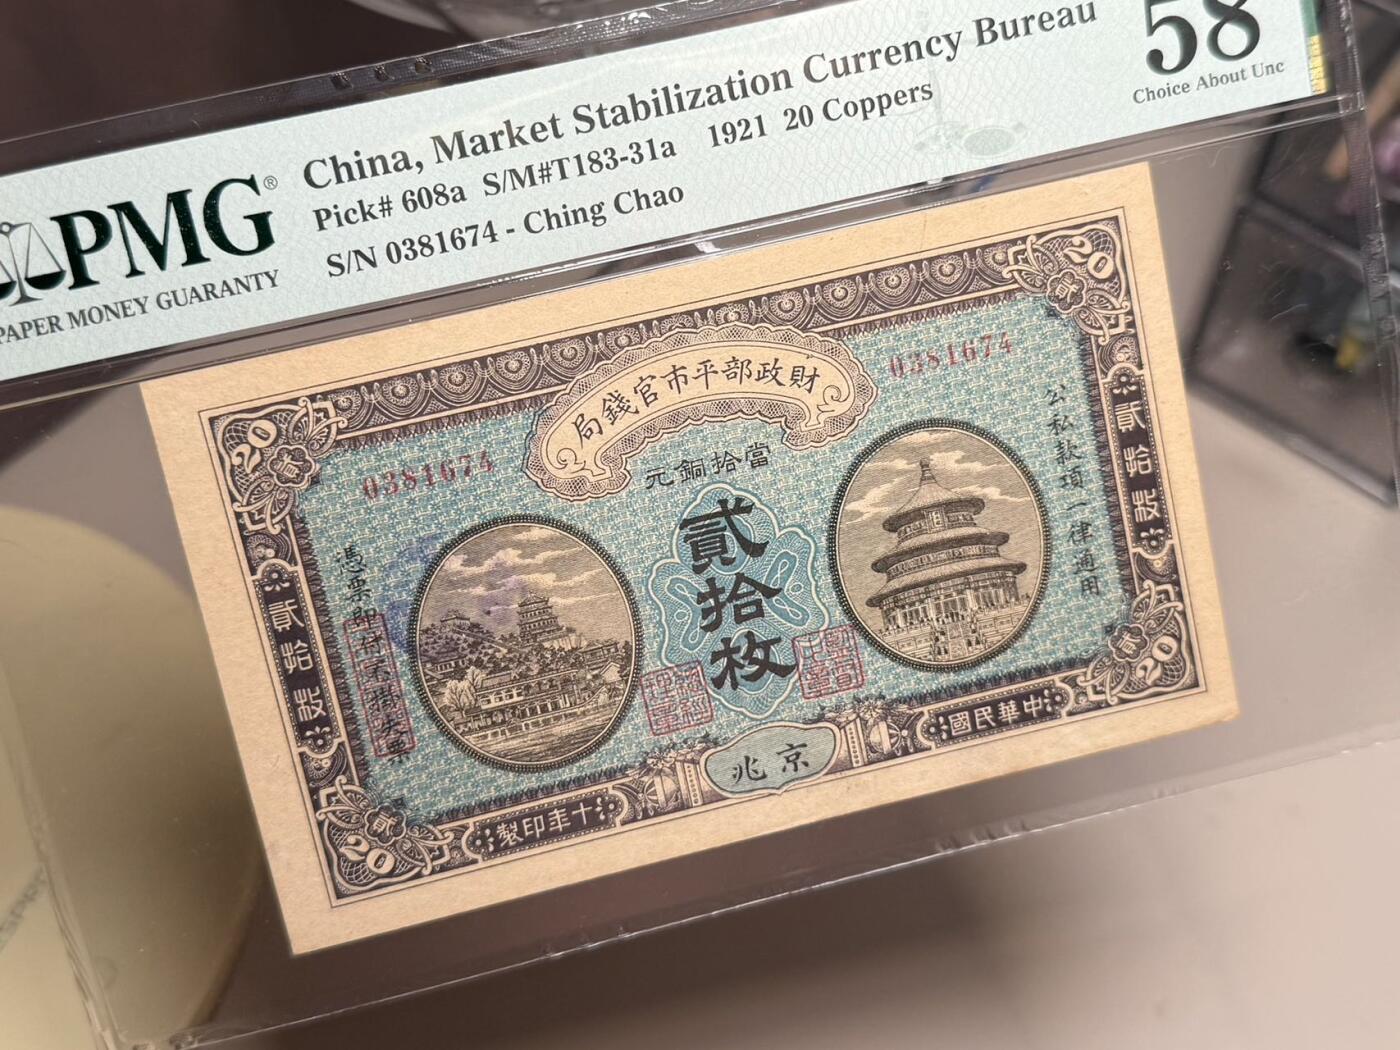 China, Market Stabilization Currency Bureau
58
Choice About Unc
PMG®
Pick# 608a S/M#T183-31a 1921 20 Coppers
PAPER MONEY GUARANTY
S/N 0381674 - Ching Chao
20
貳
20
貳
財政部平市官錢局
0381674
0381674
當拾銅元
貳拾枚
公私款項一律通用
憑票即付不掛失票
貳拾枚
貳拾枚
京兆
中華民國
十年印製
貳
20
貳
20